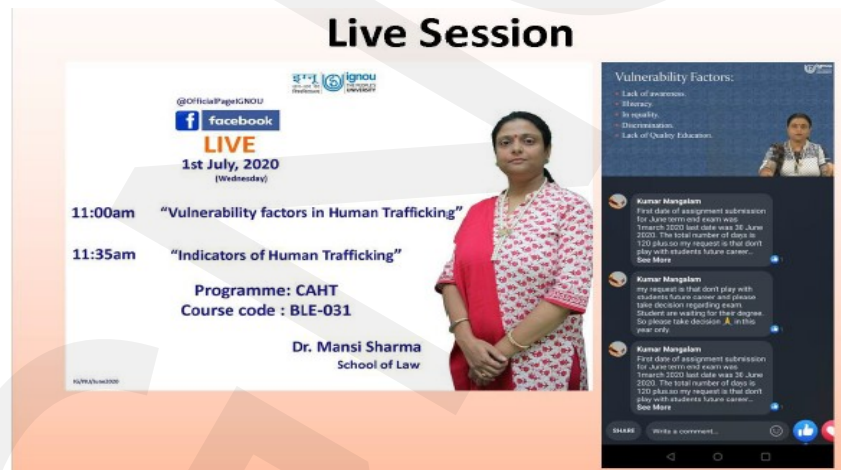 Live Session
इग्नू
ignou
THE PEOPLE'S
UNIVERSITY
@OfficialPageIGNOU
f facebook
LIVE
1st July, 2020
(Wednesday)
11:00am "Vulnerability factors in Human Trafficking"
11:35am "Indicators of Human Trafficking"
Programme: CAHT
Course code : BLE-031
Dr. Mansi Sharma
School of Law
Vulnerability Factors:
Lack of awareness.
Illiteracy.
In equality.
Discrimination.
Lack of Quality Education.
Kumar Mangalam
First date of assignment submission
for June term end exam was
1march 2020 last date was 30 June
2020. The total number of days is
120 plus so my request is that don't
play with students future career...
See More
Kumar Mangalam
my request is that don't play with
students future career and please
take decision regarding exam.
Student are waiting for their degree.
So please take decision 🙏 in this
year only.
Kumar Mangalam
First date of assignment submission
for June term end exam was
1march 2020 last date was 30 June
2020. The total number of days is
120 plus so my request is that don't
play with students future career...
See More
SHARE Write a comment...